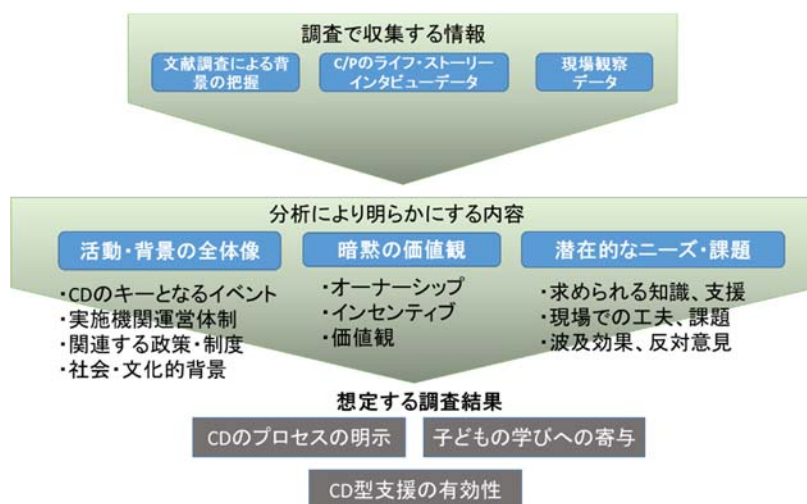 調査で収集する情報
文献調査による背
景の把握
C/Pのライフ・ストーリー
インタビューデータ
現場観察
データ
分析により明らかにする内容
活動・背景の全体像
暗黙の価値観
潜在的なニーズ・課題
・CDのキーとなるイベント
・実施機関運営体制
・関連する政策・制度
・社会・文化的背景
・オーナーシップ
・インセンティブ
・価値観
・求められる知識、支援
・現場での工夫、課題
・波及効果、反対意見
想定する調査結果
CDのプロセスの明示
子どもの学びへの寄与
CD型支援の有効性